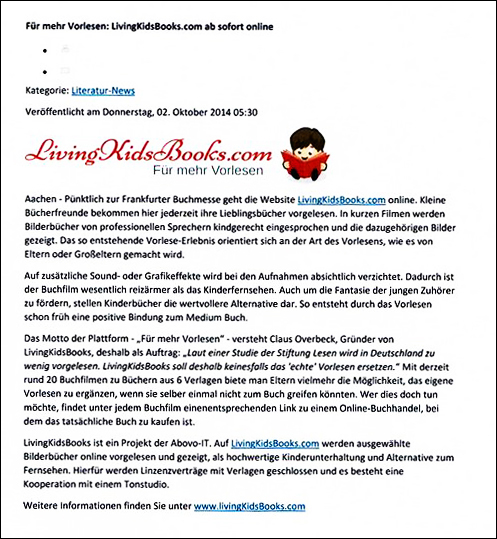 Für mehr Vorlesen: LivingKidsBooks.com ab sofort online
Kategorie: Literatur-News
Veröffentlicht am Donnerstag, 02. Oktober 2014 05:30
LivingKidsBooks.com
Für mehr Vorlesen
Aachen - Pünktlich zur Frankfurter Buchmesse geht die Website LivingKidsBooks.com online. Kleine
Bücherfreunde bekommen hier jederzeit ihre Lieblingsbücher vorgelesen. In kurzen Filmen werden
Bilderbücher von professionellen Sprechern kindgerecht eingesprochen und die dazugehörigen Bilder
gezeigt. Das so entstehende Vorlese-Erlebnis orientiert sich an der Art des Vorlesens, wie es von
Eltern oder Großeltern gemacht wird.
Auf zusätzliche Sound- oder Grafikeffekte wird bei den Aufnahmen absichtlich verzichtet. Dadurch ist
der Buchfilm wesentlich reizärmer als das Kinderfernsehen. Auch um die Fantasie der jungen Zuhörer
zu fördern, stellen Kinderbücher die wertvollere Alternative dar. So entsteht durch das Vorlesen
schon früh eine positive Bindung zum Medium Buch.
Das Motto der Plattform - „Für mehr Vorlesen" - versteht Claus Overbeck, Gründer von
LivingKidsBooks, deshalb als Auftrag: „Laut einer Studie der Stiftung Lesen wird in Deutschland zu
wenig vorgelesen. LivingKidsBooks soll deshalb keinesfalls das 'echte' Vorlesen ersetzen." Mit derzeit
rund 20 Buchfilmen zu Büchern aus 6 Verlagen biete man Eltern vielmehr die Möglichkeit, das eigene
Vorlesen zu ergänzen, wenn sie selber einmal nicht zum Buch greifen könnten. Wer dies doch tun
möchte, findet unter jedem Buchfilm einenentsprechenden Link zu einem Online-Buchhandel, bei
dem das tatsächliche Buch zu kaufen ist.
LivingKidsBooks ist ein Projekt der Abovo-IT. Auf LivingKidsBooks.com werden ausgewählte
Bilderbücher online vorgelesen und gezeigt, als hochwertige Kinderunterhaltung und Alternative zum
Fernsehen. Hierfür werden Linzenzverträge mit Verlagen geschlossen und es besteht eine
Kooperation mit einem Tonstudio.
Weitere Informationen finden Sie unter www.livingKidsBooks.com